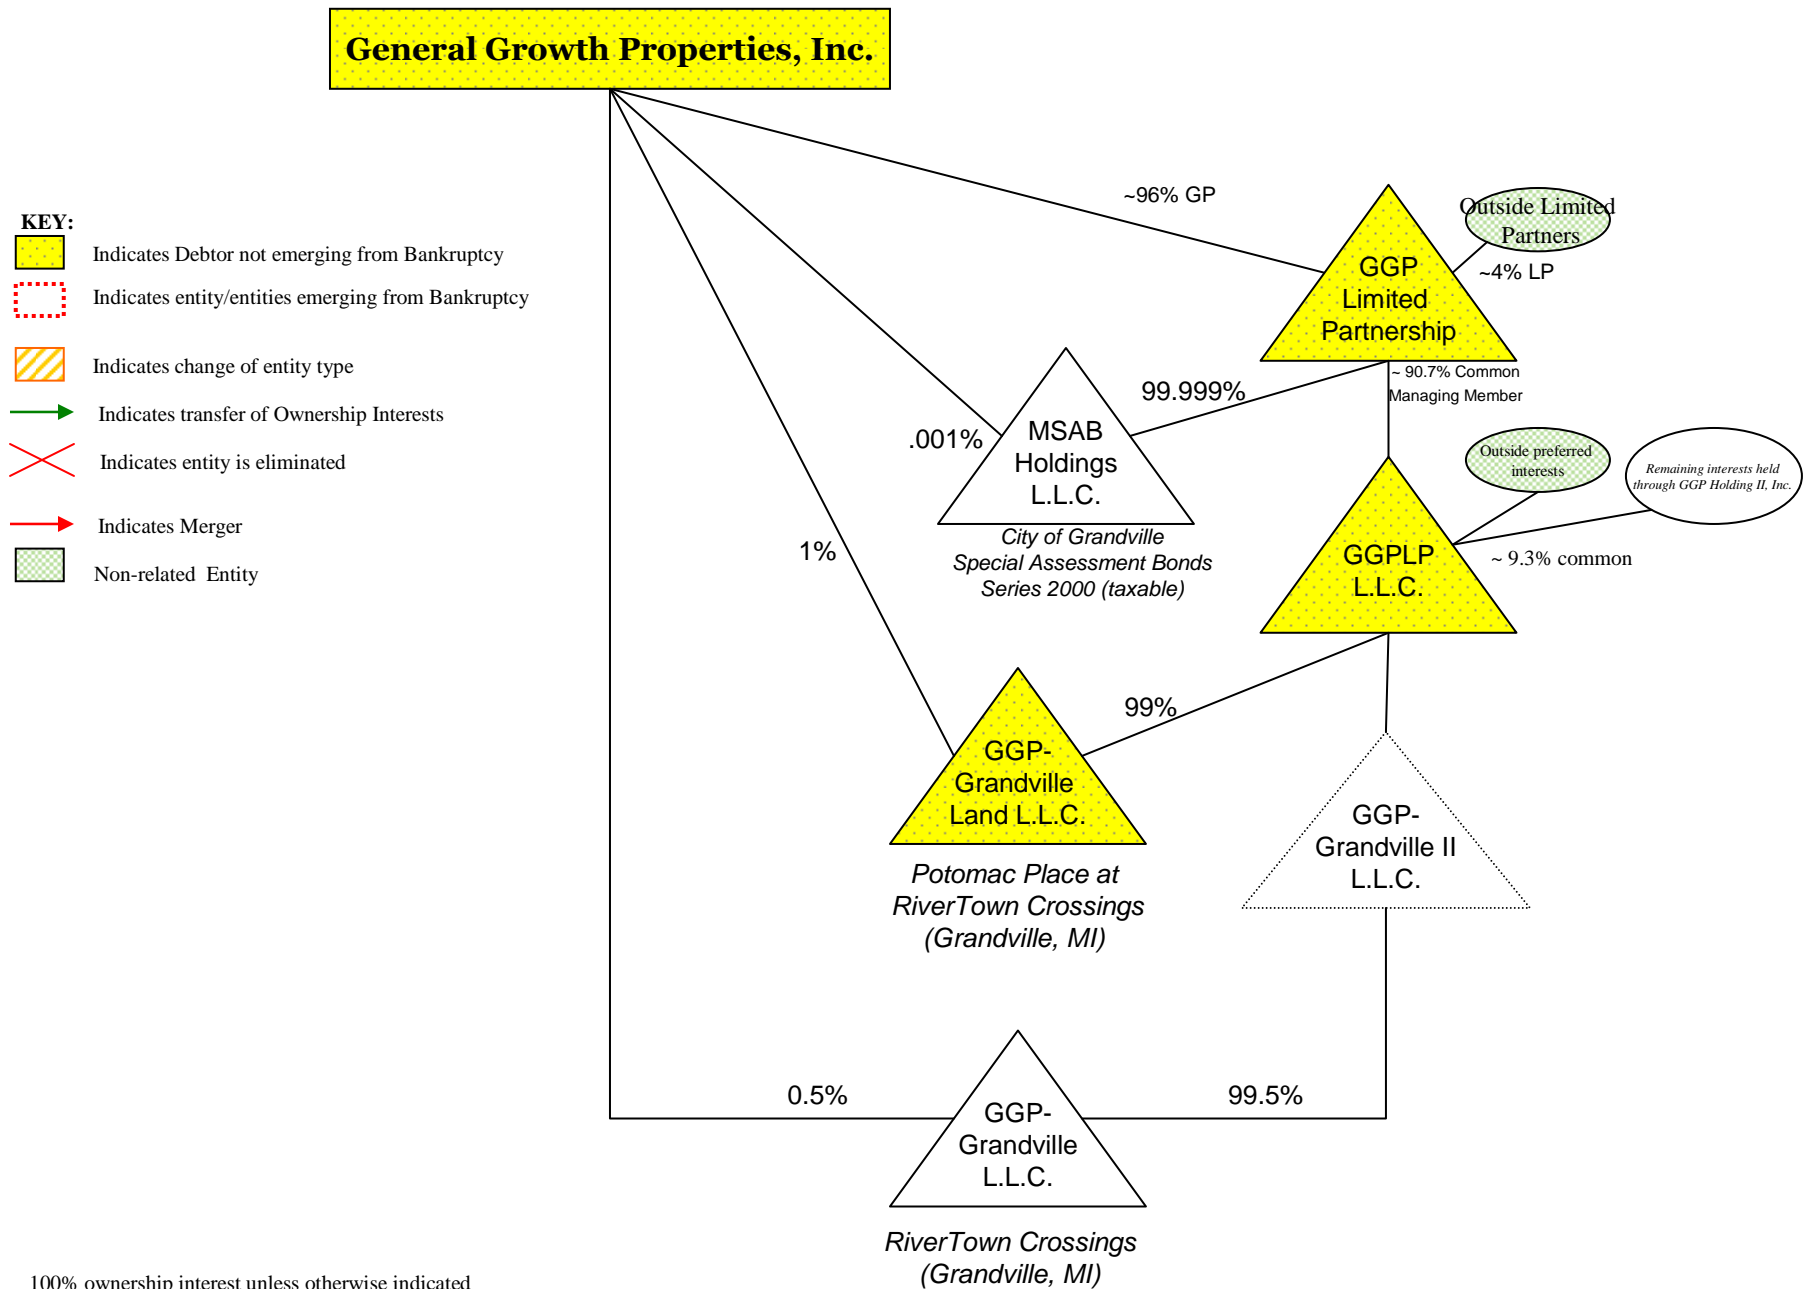 General Growth Properties, Inc.
KEY:
Indicates Debtor not emerging from Bankruptcy
Indicates entity/entities emerging from Bankruptcy
Indicates change of entity type
Indicates transfer of Ownership Interests
Indicates entity is eliminated
Indicates Merger
Non-related Entity
~96% GP
Outside Limited
Partners
~4% LP
GGP
Limited
Partnership
~ 90.7% Common
Managing Member
99.999%
.001%
MSAB
Holdings
L.L.C.
City of Grandville
Special Assessment Bonds
Series 2000 (taxable)
Outside preferred
interests
Remaining interests held
through GGP Holding II, Inc.
~ 9.3% common
GGPLP
L.L.C.
1%
99%
GGP-
Grandville
Land L.L.C.
Potomac Place at
RiverTown Crossings
(Grandville, MI)
GGP-
Grandville II
L.L.C.
0.5%
99.5%
GGP-
Grandville
L.L.C.
RiverTown Crossings
(Grandville, MI)
100% ownership interest unless otherwise indicated